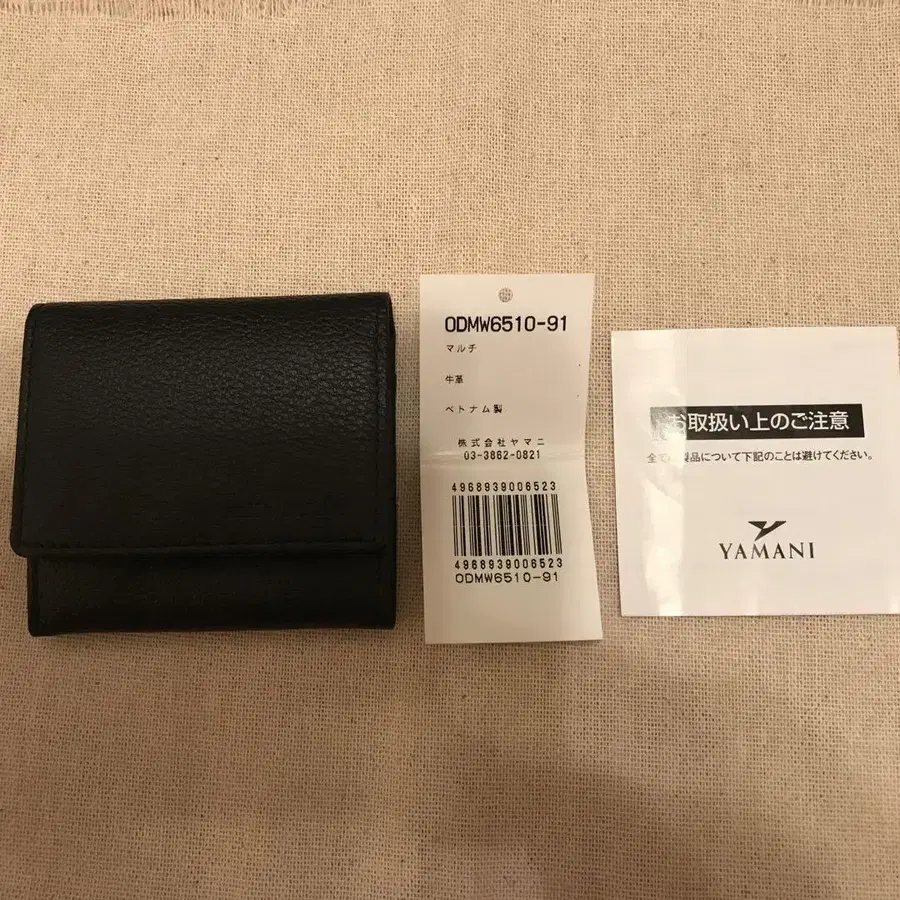 ODMW6510-91
マルチ
牛革
ベトナム製
株式会社ヤマニ
03-3862-0821
4968939006523
4968939006523
ODMW6510-91
お取扱い上のご注意
全て 製品について下記のことは避けてください。
YAMANI